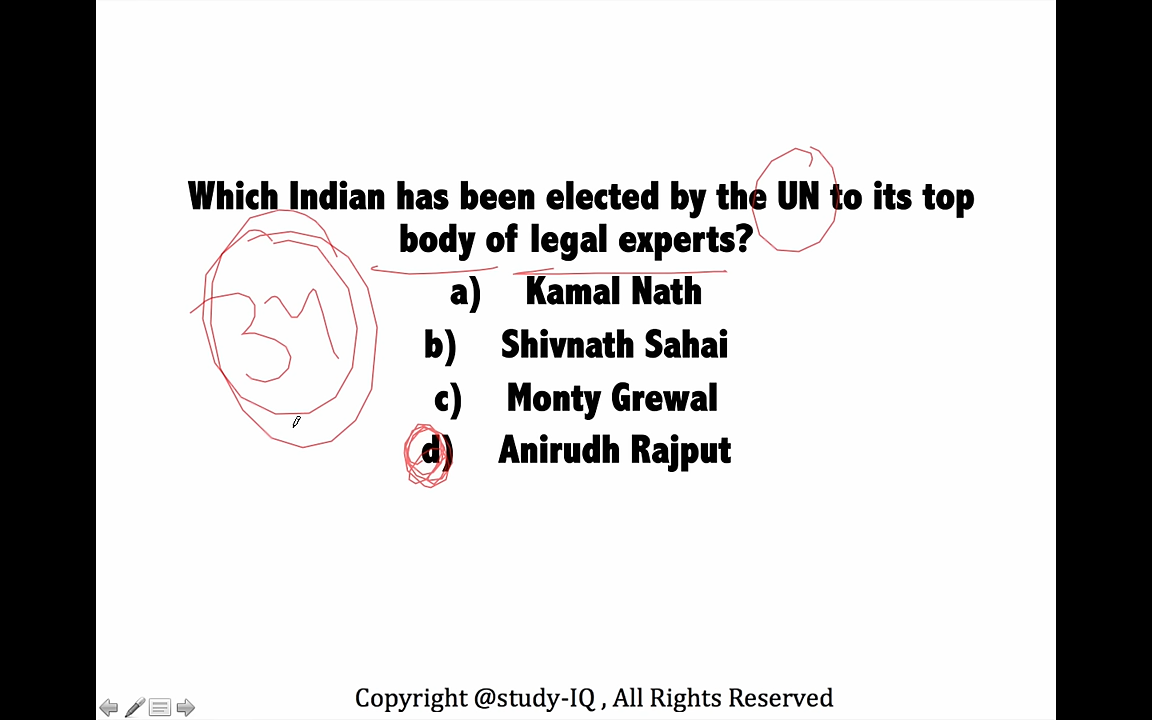 Which Indian has been elected by the UN to its top
body of legal experts?
a) Kamal Nath
b) Shivnath Sahai
c) Monty Grewal
d) Anirudh Rajput
Copyright @study-IQ , All Rights Reserved